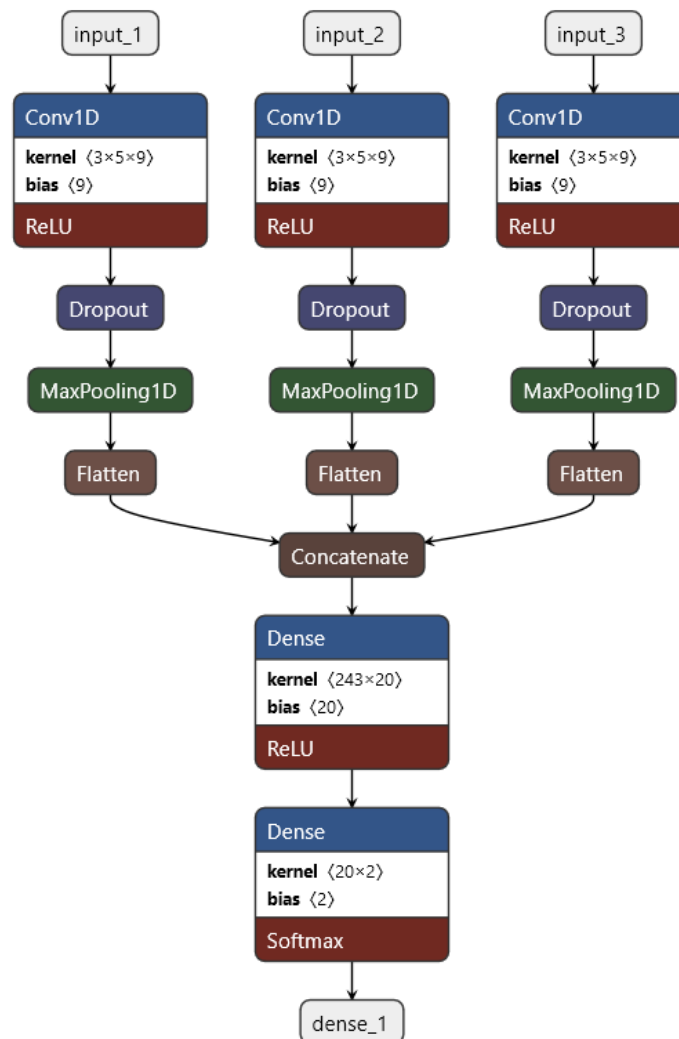 input_1
input_2
input_3
Conv1D
kernel 〈3×5×9〉
bias 〈9〉
ReLU
Conv1D
kernel 〈3×5×9〉
bias 〈9〉
ReLU
Conv1D
kernel 〈3×5×9〉
bias 〈9〉
ReLU
Dropout
Dropout
Dropout
MaxPooling1D
MaxPooling1D
MaxPooling1D
Flatten
Flatten
Flatten
Concatenate
Dense
kernel 〈243×20〉
bias 〈20〉
ReLU
Dense
kernel 〈20×2〉
bias 〈2〉
Softmax
dense_1